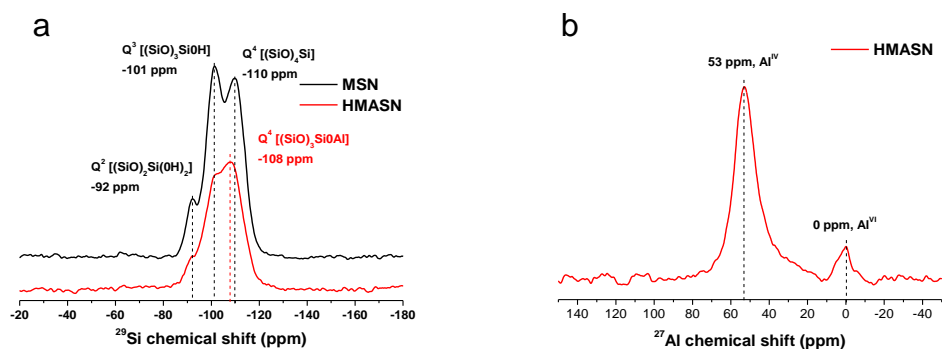 a
Q³ [(SiO)₃Si0H]
-101 ppm
Q⁴ [(SiO)₄Si]
-110 ppm
MSN
HMASN
Q⁴ [(SiO)₃Si0Al]
-108 ppm
Q² [(SiO)₂Si(0H)₂]
-92 ppm
-20 -40 -60 -80 -100 -120 -140 -160 -180
²⁹Si chemical shift (ppm)
b
HMASN
53 ppm, Alᴵⱽ
0 ppm, Alⱽᴵ
150 120 100 80 60 40 20 0 -20 -40
²⁷Al chemical shift (ppm)